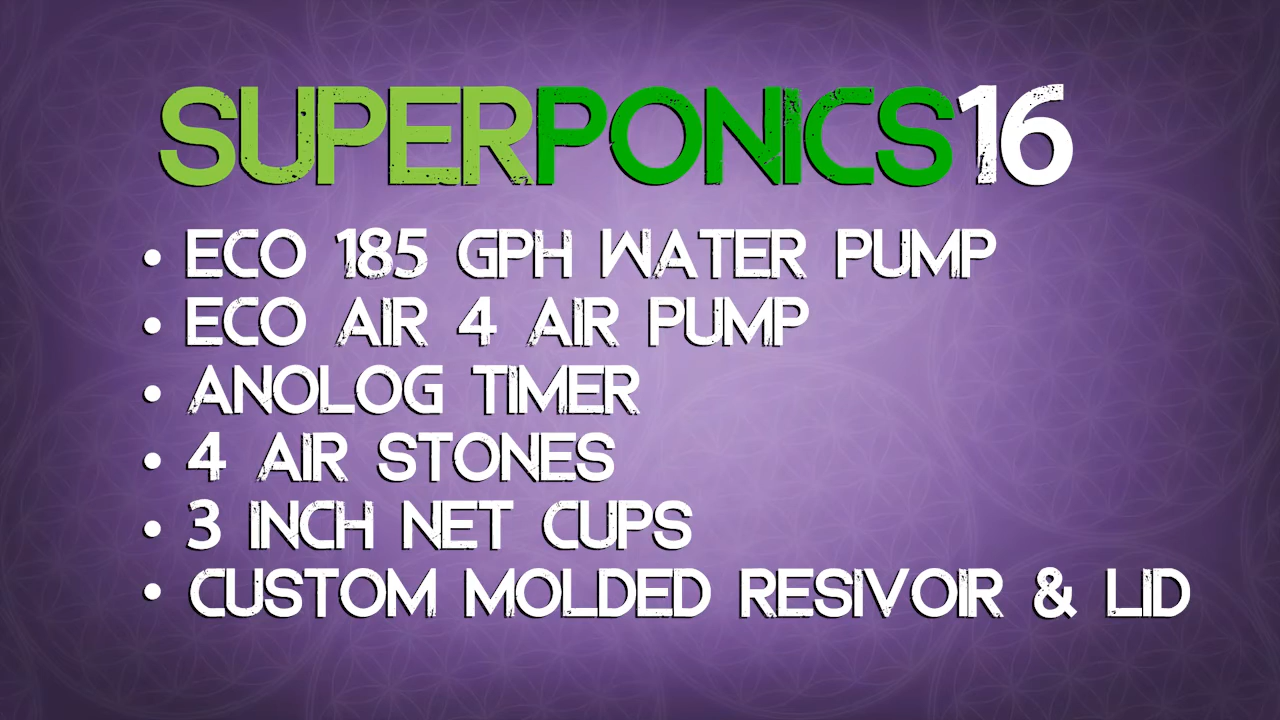 SUPERPONICS16
• ECO 185 GPH WATER PUMP
• ECO AIR 4 AIR PUMP
• ANOLOG TIMER
• 4 AIR STONES
• 3 INCH NET CUPS
• CUSTOM MOLDED RESIVOIR & LID